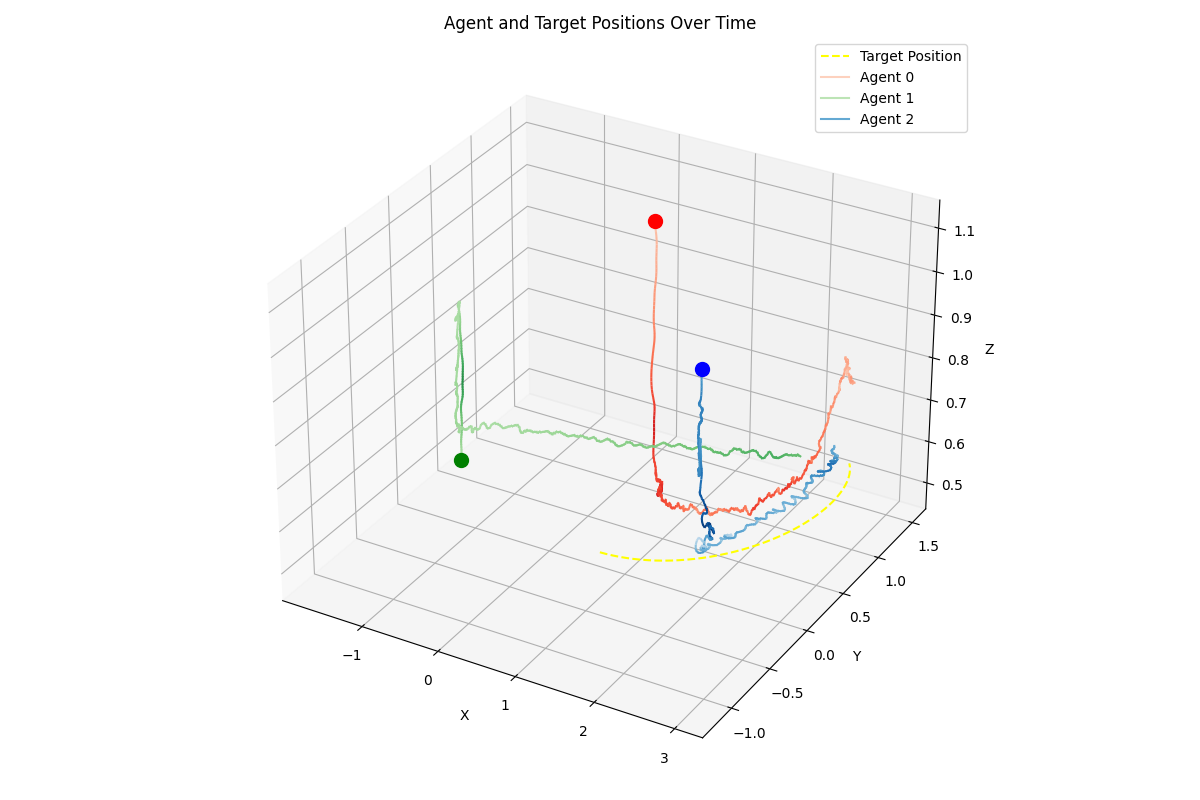 Agent and Target Positions Over Time
Target Position
Agent 0
Agent 1
Agent 2
1.1
1.0
0.9
0.8
0.7
0.6
0.5
Z
1.5
1.0
0.5
0.0
−0.5
−1.0
Y
−1
0
1
2
3
X